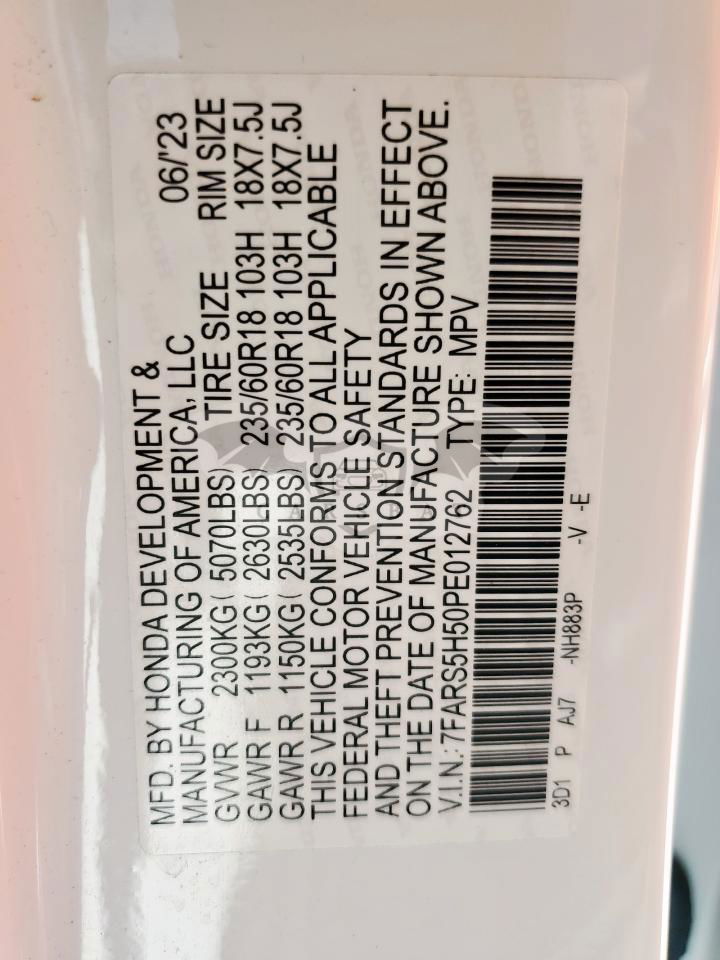 MFD. BY HONDA DEVELOPMENT &
MANUFACTURING OF AMERICA, LLC 06/'23
GVWR 2300KG( 5070LBS) TIRE SIZE RIM SIZE
GAWR F 1193KG( 2630LBS) 235/60R18 103H 18X7.5J
GAWR R 1150KG( 2535LBS) 235/60R18 103H 18X7.5J
THIS VEHICLE CONFORMS TO ALL APPLICABLE
FEDERAL MOTOR VEHICLE SAFETY
AND THEFT PREVENTION STANDARDS IN EFFECT
ON THE DATE OF MANUFACTURE SHOWN ABOVE.
V.I.N.: 7FARS5H50PE012762 TYPE: MPV
3D1 P AJ7 -NH883P -V -E